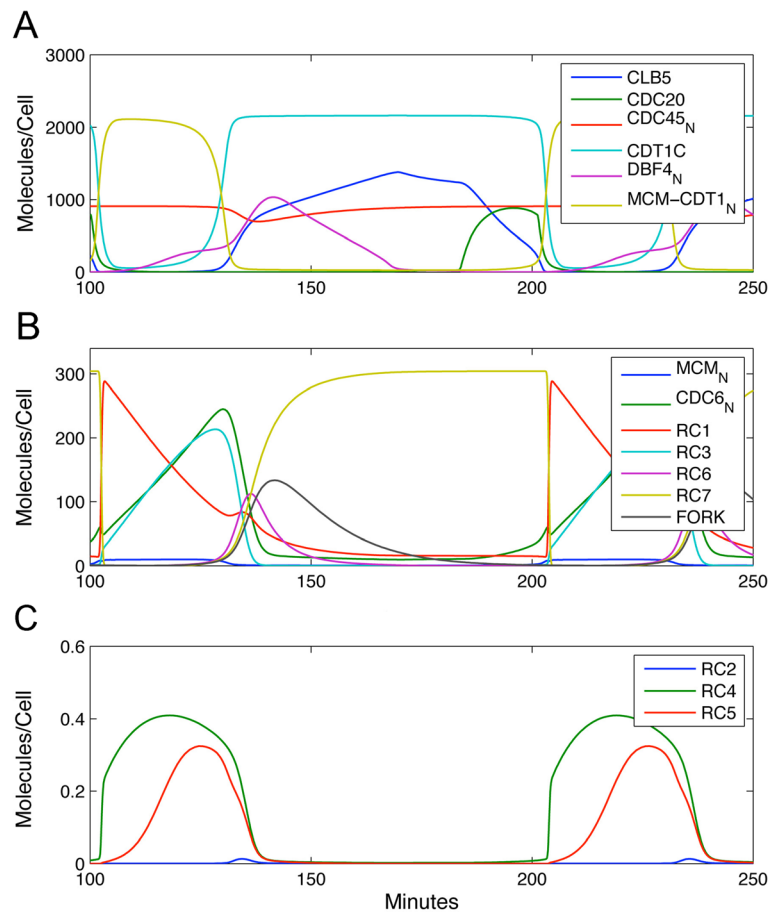 A
Molecules/Cell
3000
2000
1000
0
100
150
200
250
CLB5
CDC20
CDC45N
CDT1C
DBF4N
MCM–CDT1N
B
Molecules/Cell
300
200
100
0
100
150
200
250
MCMN
CDC6N
RC1
RC3
RC6
RC7
FORK
C
Molecules/Cell
0.6
0.4
0.2
0
100
150
200
250
RC2
RC4
RC5
Minutes